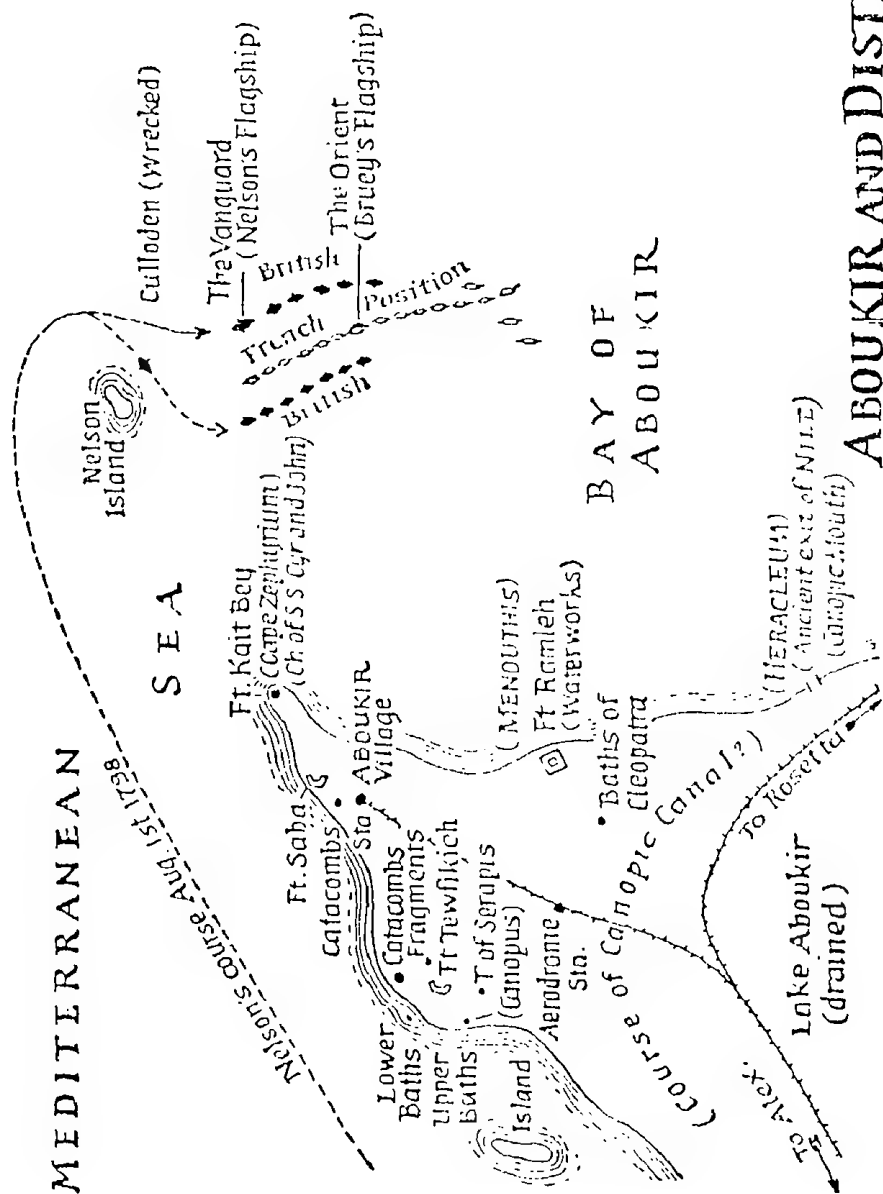 MEDITERRANEAN
SEA
Nelson's course Aug. 1st 1798
Nelson
Island
Culloden (wrecked)
The Vanguard
(Nelson's Flagship)
British
French Position
British
The Orient
(Bruey's Flagship)
Ft. Kait Bey
(Cape Zephyrium)
(Ch of S S Cyr and John)
Ft. Saba
Catacombs
Sta
ABOUKIR
Village
Catacombs
Fragments
Ft Tewfikich
T of Serapis
(Canopus)
Lower
Baths
Upper
Baths
Island
Aerodrome
Sta.
(MENOUTHIS)
Ft Ramleh
(Waterworks)
Baths of
Cleopatra
BAY OF
ABOUKIR
(HERACLEUM)
(Ancient exit of NILE
Canopic Mouth)
(Course of Canopic Canal?)
To Rosetta
To Alex.
Lake Aboukir
(drained)
ABOUKIR AND